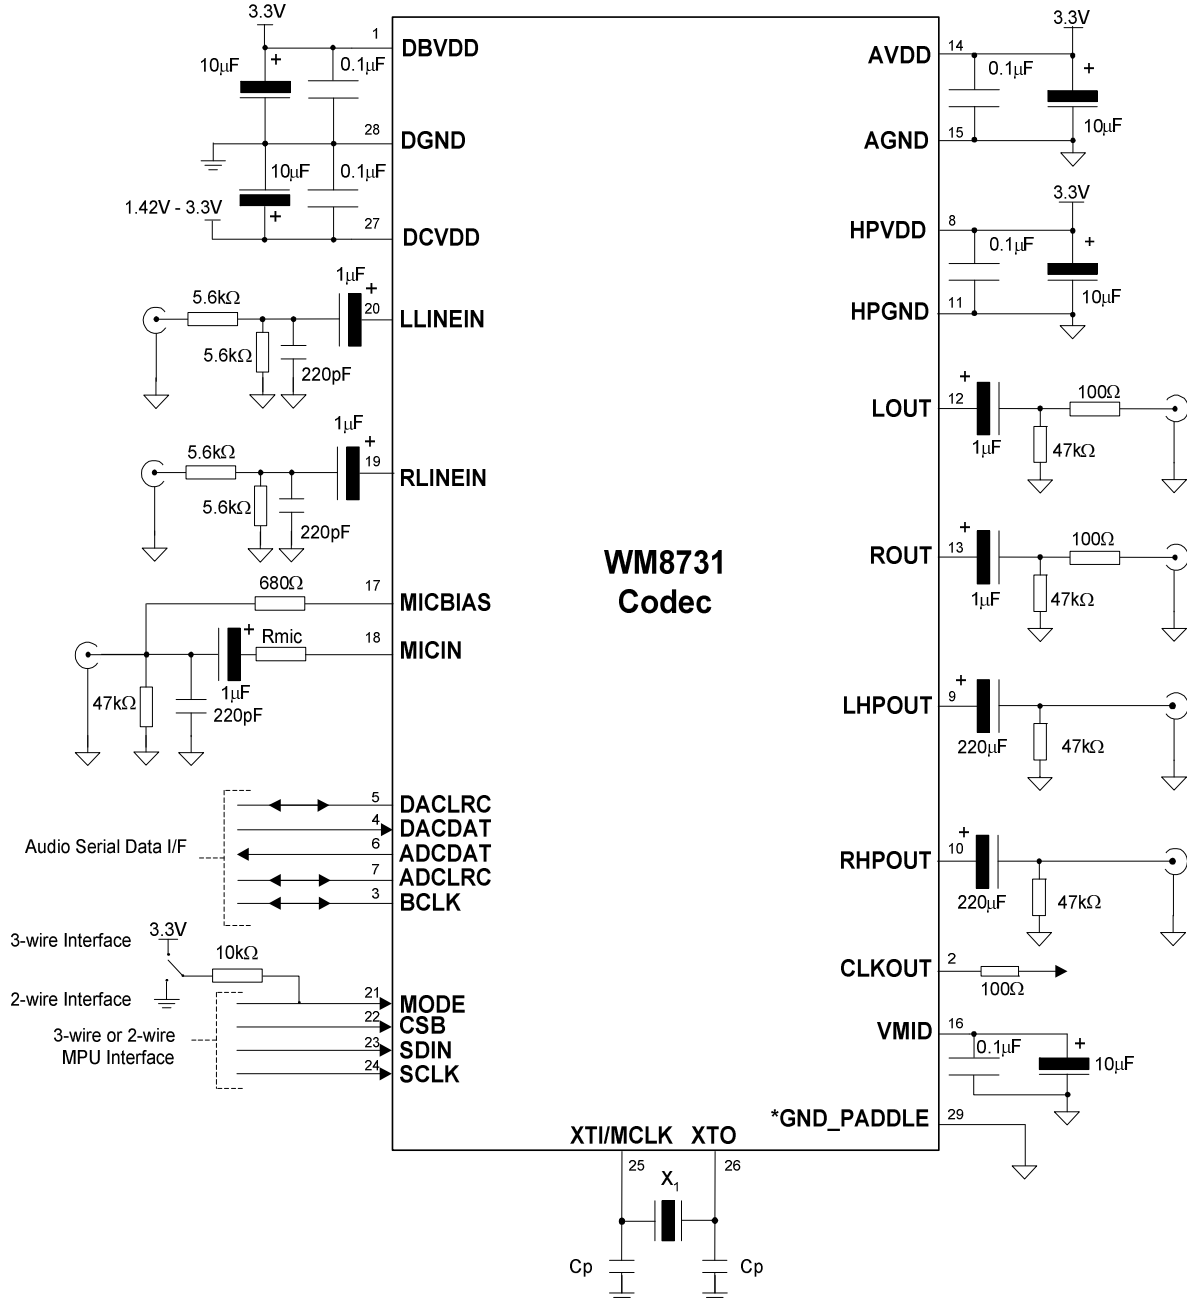 3.3V
1
DBVDD
10µF
+
0.1µF
28
DGND
10µF
0.1µF
1.42V - 3.3V
+
27
DCVDD
1µF
+
5.6kΩ
20
LLINEIN
5.6kΩ
220pF
1µF
+
5.6kΩ
19
RLINEIN
5.6kΩ
220pF
680Ω
17
MICBIAS
+
Rmic
18
MICIN
47kΩ
1µF
220pF
5
DACLRC
4
DACDAT
Audio Serial Data I/F
6
ADCDAT
7
ADCLRC
3
BCLK
3.3V
3-wire Interface
10kΩ
2-wire Interface
21
MODE
22
CSB
3-wire or 2-wire
MPU Interface
23
SDIN
24
SCLK
WM8731
Codec
3.3V
AVDD
14
0.1µF
+
AGND
15
10µF
3.3V
HPVDD
8
0.1µF
+
HPGND
11
10µF
+
LOUT
12
100Ω
1µF
47kΩ
+
ROUT
13
100Ω
1µF
47kΩ
+
LHPOUT
9
220µF
47kΩ
+
RHPOUT
10
220µF
47kΩ
CLKOUT
2
100Ω
VMID
16
0.1µF
+
10µF
*GND_PADDLE
29
XTI/MCLK
XTO
25
26
X1
Cp
Cp